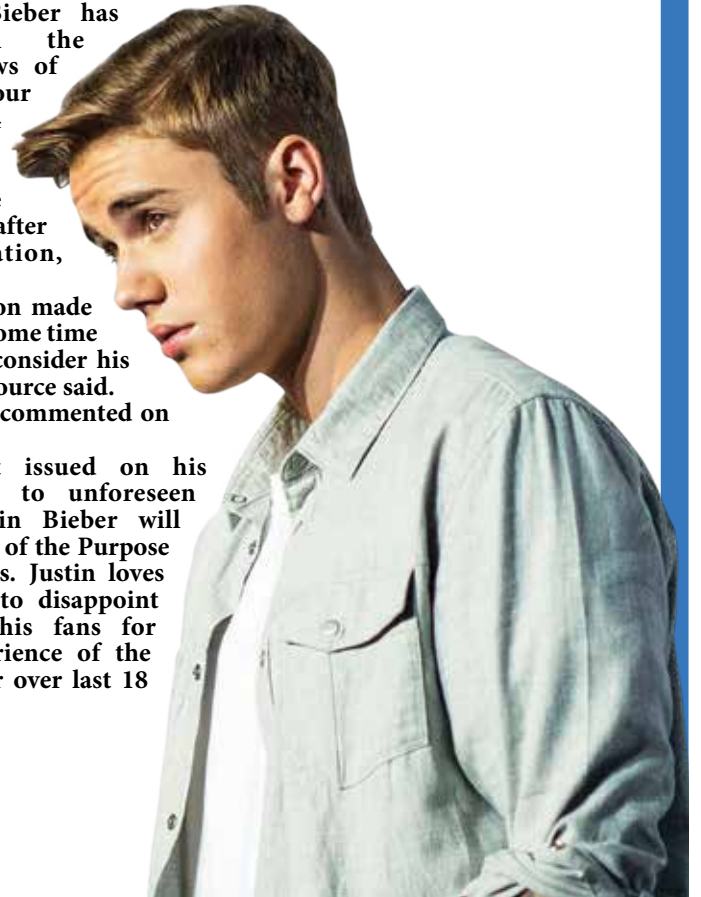 Bieber has
the
ws of
our
after
ation,
on made
ome time
consider his
ource said.
commented on
issued on his
to unforeseen
in Bieber will
of the Purpose
s. Justin loves
to disappoint
his fans for
rience of the
r over last 18